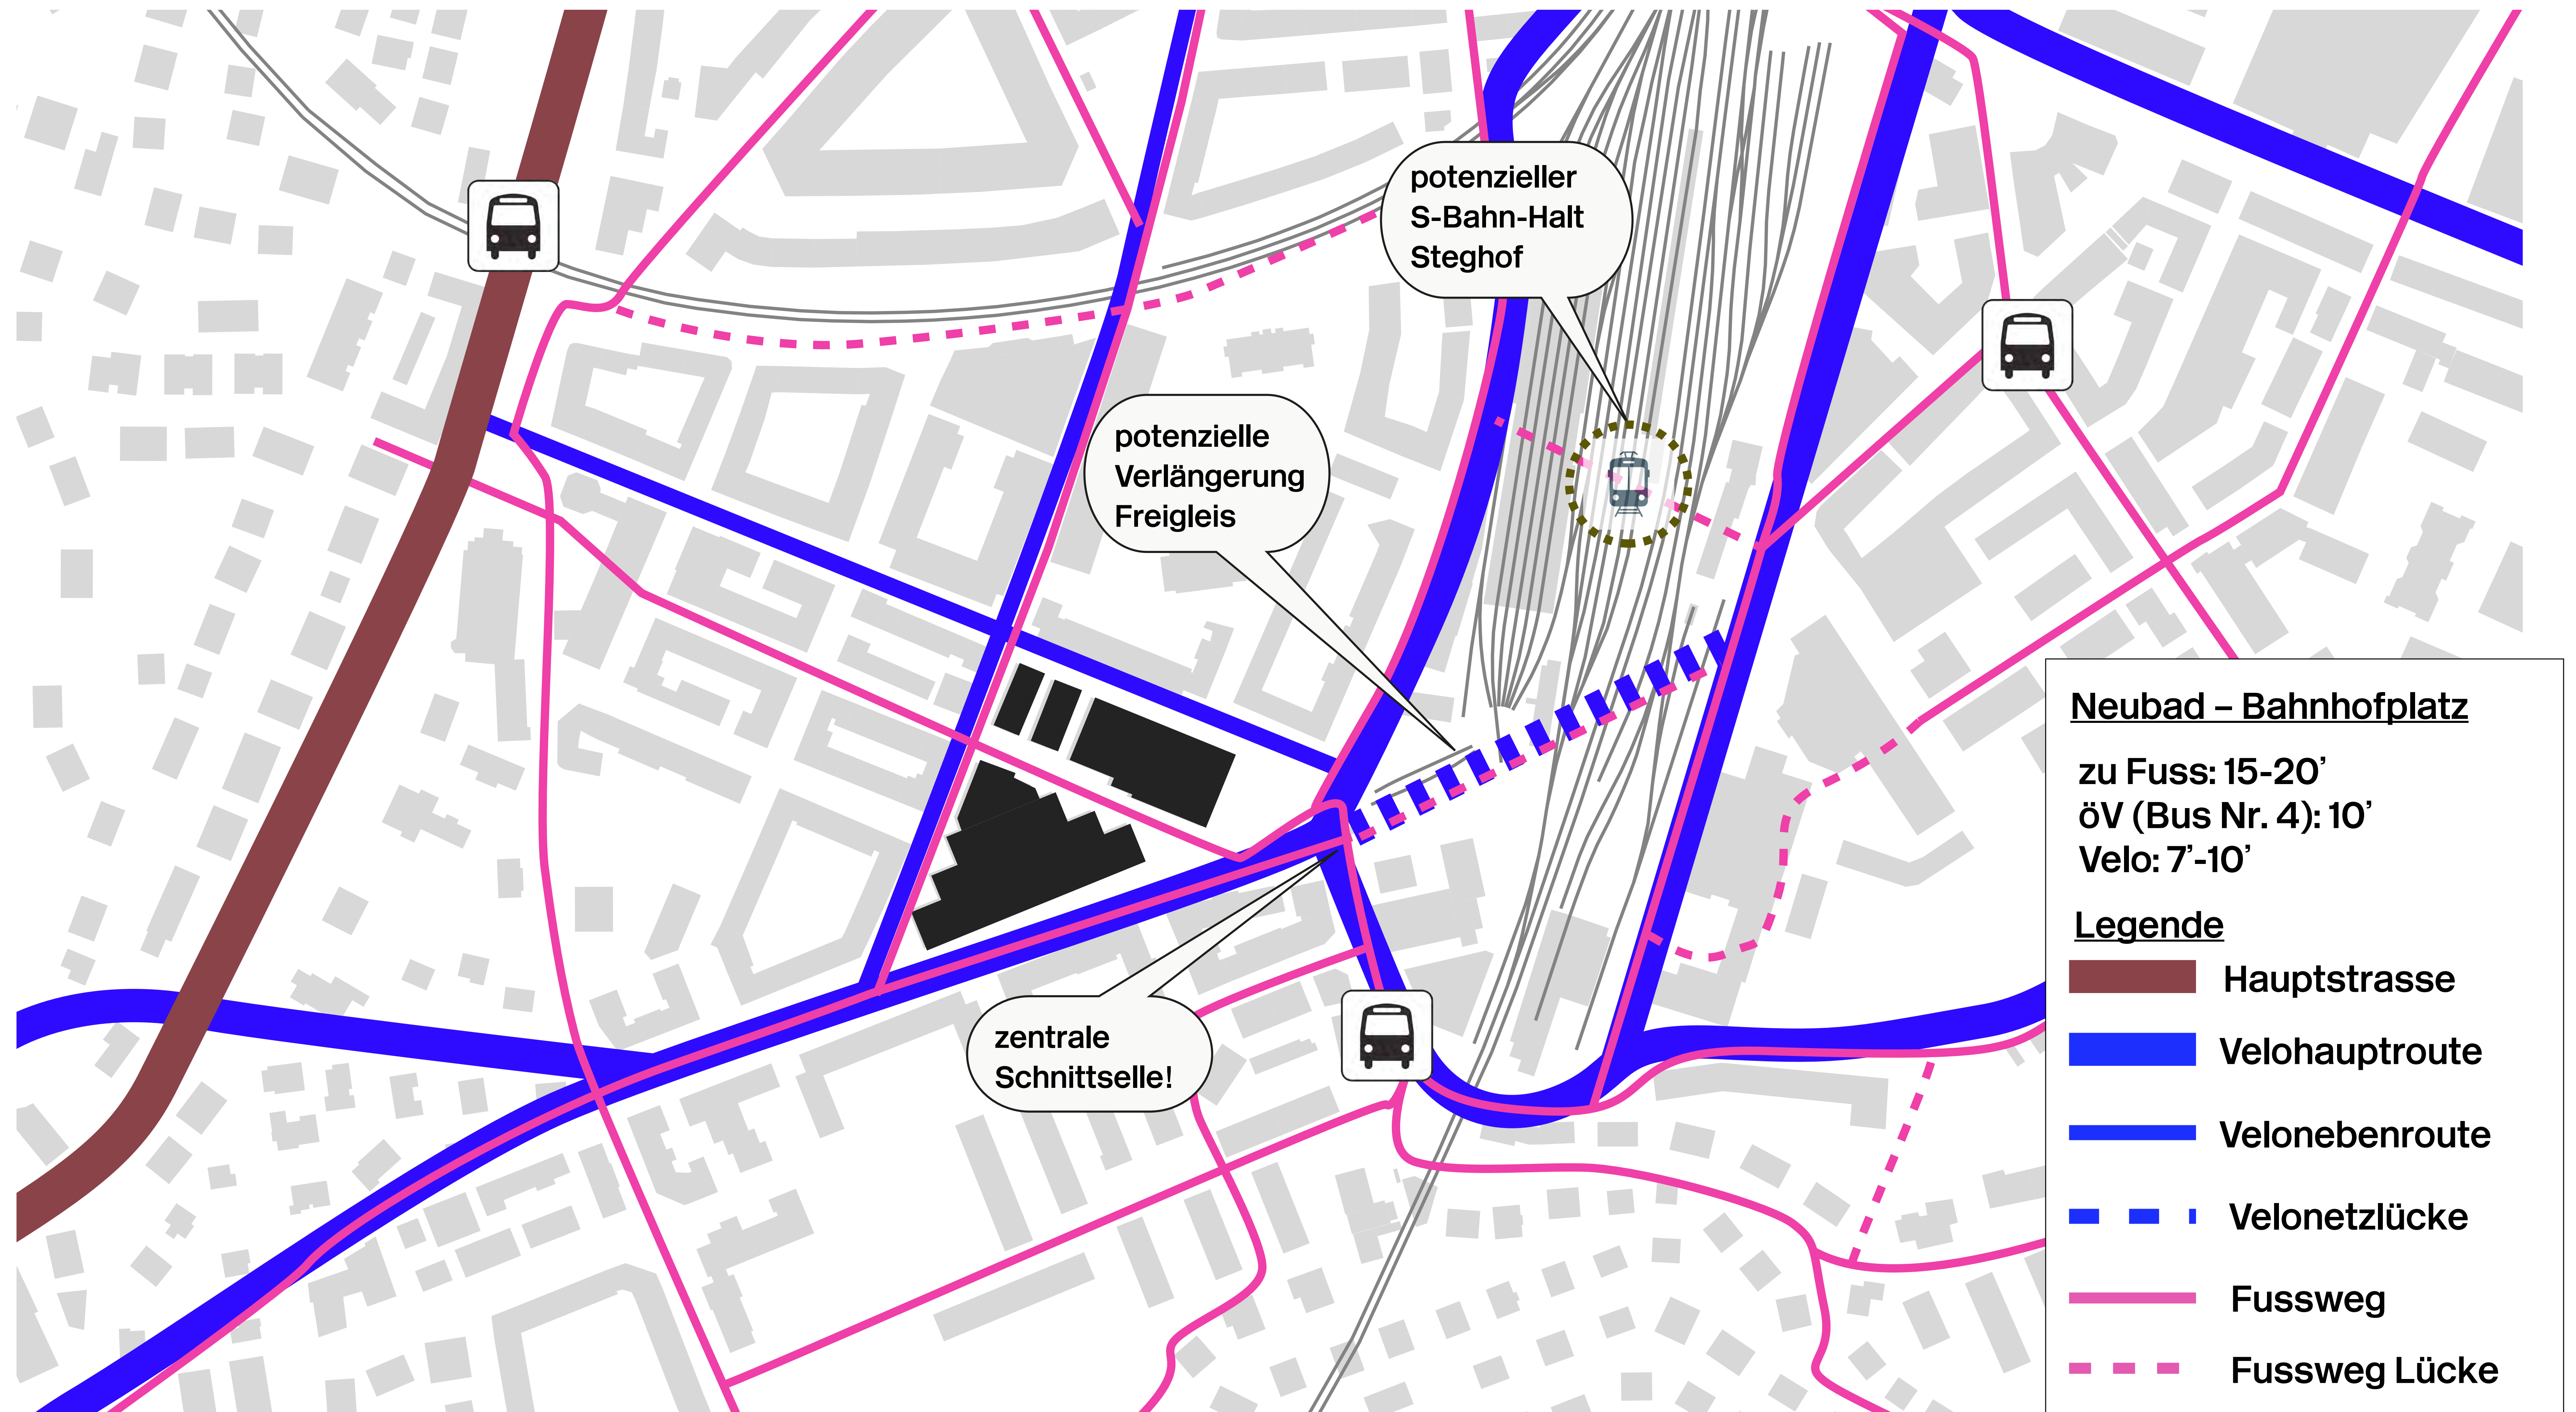 potenzieller
S-Bahn-Halt
Steghof
potenzielle
Verlängerung
Freigleis
zentrale
Schnittselle!
Neubad – Bahnhofplatz
zu Fuss: 15-20’
öV (Bus Nr. 4): 10’
Velo: 7’-10’
Legende
Hauptstrasse
Velohauptroute
Velonebenroute
Velonetzlücke
Fussweg
Fussweg Lücke